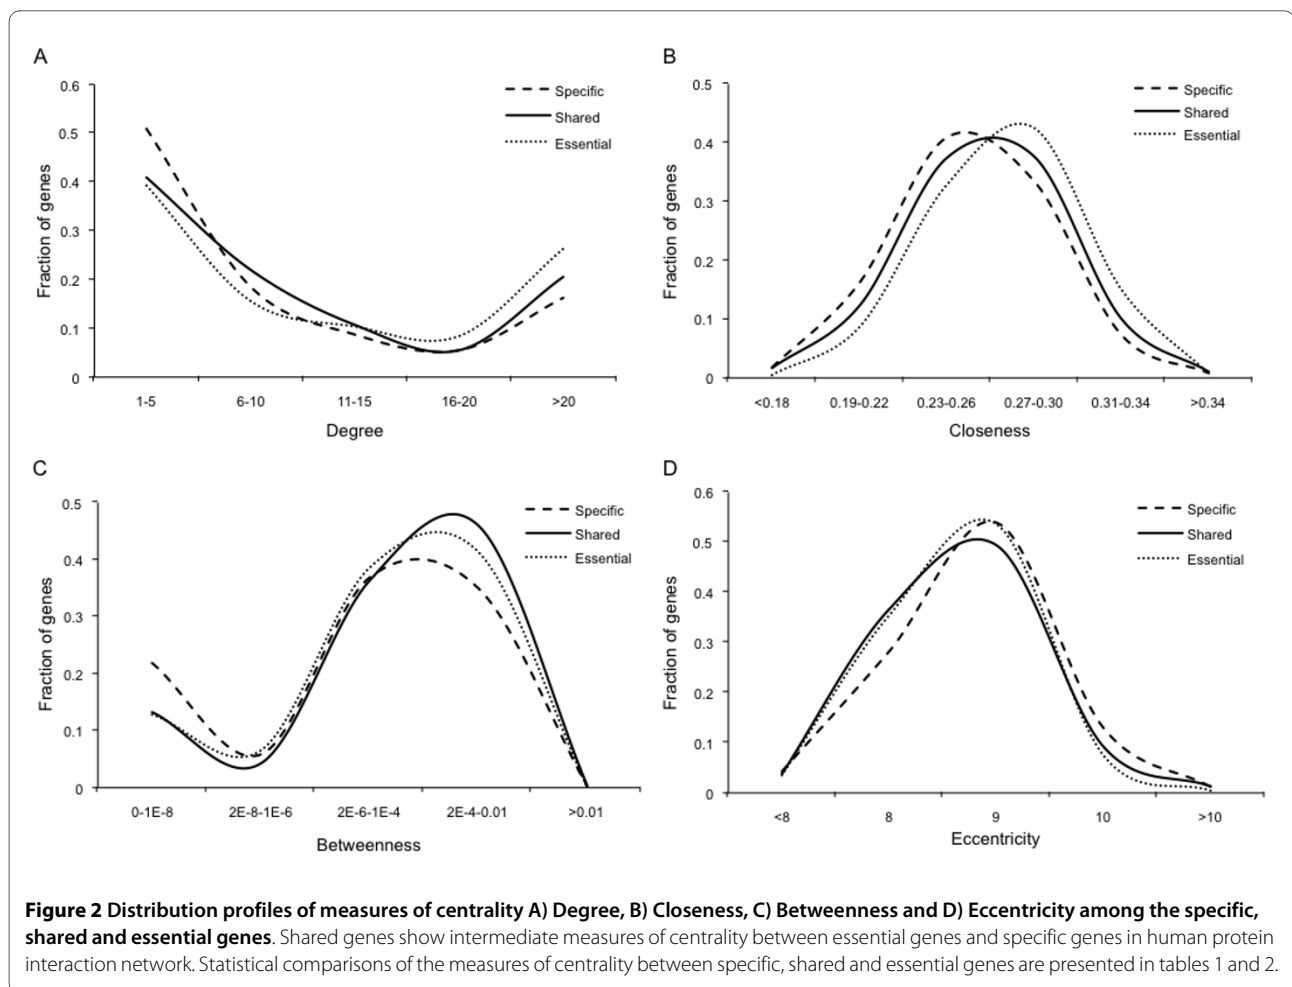 A
0.6
0.5
0.4
0.3
0.2
0.1
0
Fraction of genes
Specific
Shared
Essential
1-5 6-10 11-15 16-20 >20
Degree
B
0.5
0.4
0.3
0.2
0.1
0
Fraction of genes
Specific
Shared
Essential
<0.18 0.19-0.22 0.23-0.26 0.27-0.30 0.31-0.34 >0.34
Closeness
C
0.5
0.4
0.3
0.2
0.1
0
Fraction of genes
Specific
Shared
Essential
0-1E-8 2E-8-1E-6 2E-6-1E-4 2E-4-0.01 >0.01
Betweenness
D
0.6
0.5
0.4
0.3
0.2
0.1
0
Fraction of genes
Specific
Shared
Essential
<8 8 9 10 >10
Eccentricity
Figure 2 Distribution profiles of measures of centrality A) Degree, B) Closeness, C) Betweenness and D) Eccentricity among the specific,
shared and essential genes. Shared genes show intermediate measures of centrality between essential genes and specific genes in human protein
interaction network. Statistical comparisons of the measures of centrality between specific, shared and essential genes are presented in tables 1 and 2.